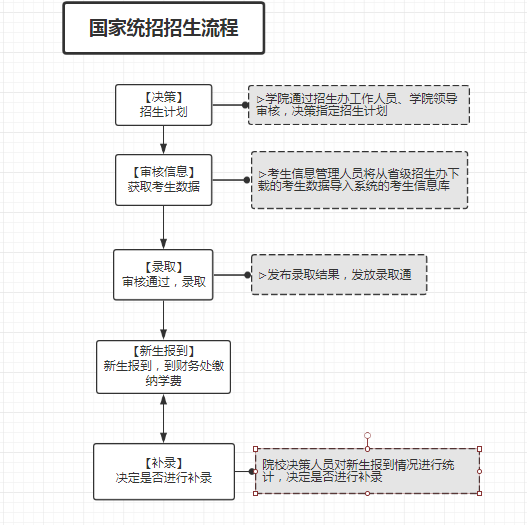 国家统招招生流程
【决策】
招生计划
▷学院通过招生办工作人员、学院领导
审核，决策指定招生计划
【审核信息】
获取考生数据
▷考生信息管理人员将从省级招生办下
载的考生数据导入系统的考生信息库
【录取】
审核通过，录取
▷发布录取结果，发放录取通
【新生报到】
新生报到，到财务处缴
纳学费
【补录】
决定是否进行补录
院校决策人员对新生报到情况进行统
计，决定是否进行补录